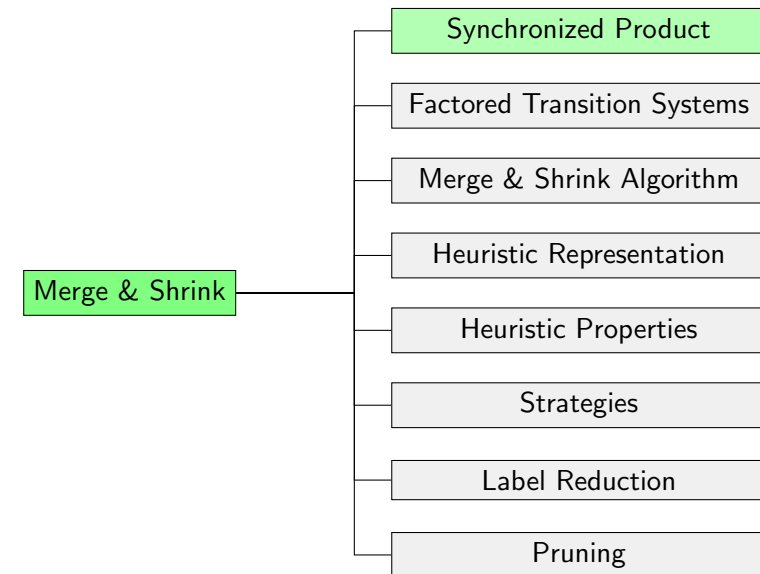 Synchronized Product
Factored Transition Systems
Merge & Shrink Algorithm
Heuristic Representation
Merge & Shrink
Heuristic Properties
Strategies
Label Reduction
Pruning